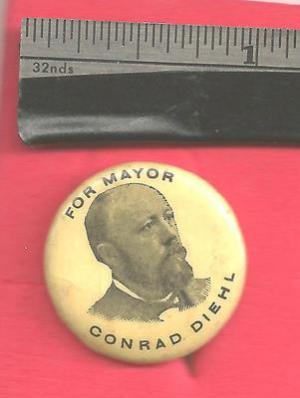 1
32nds
FOR MAYOR
CONRAD DIEHL